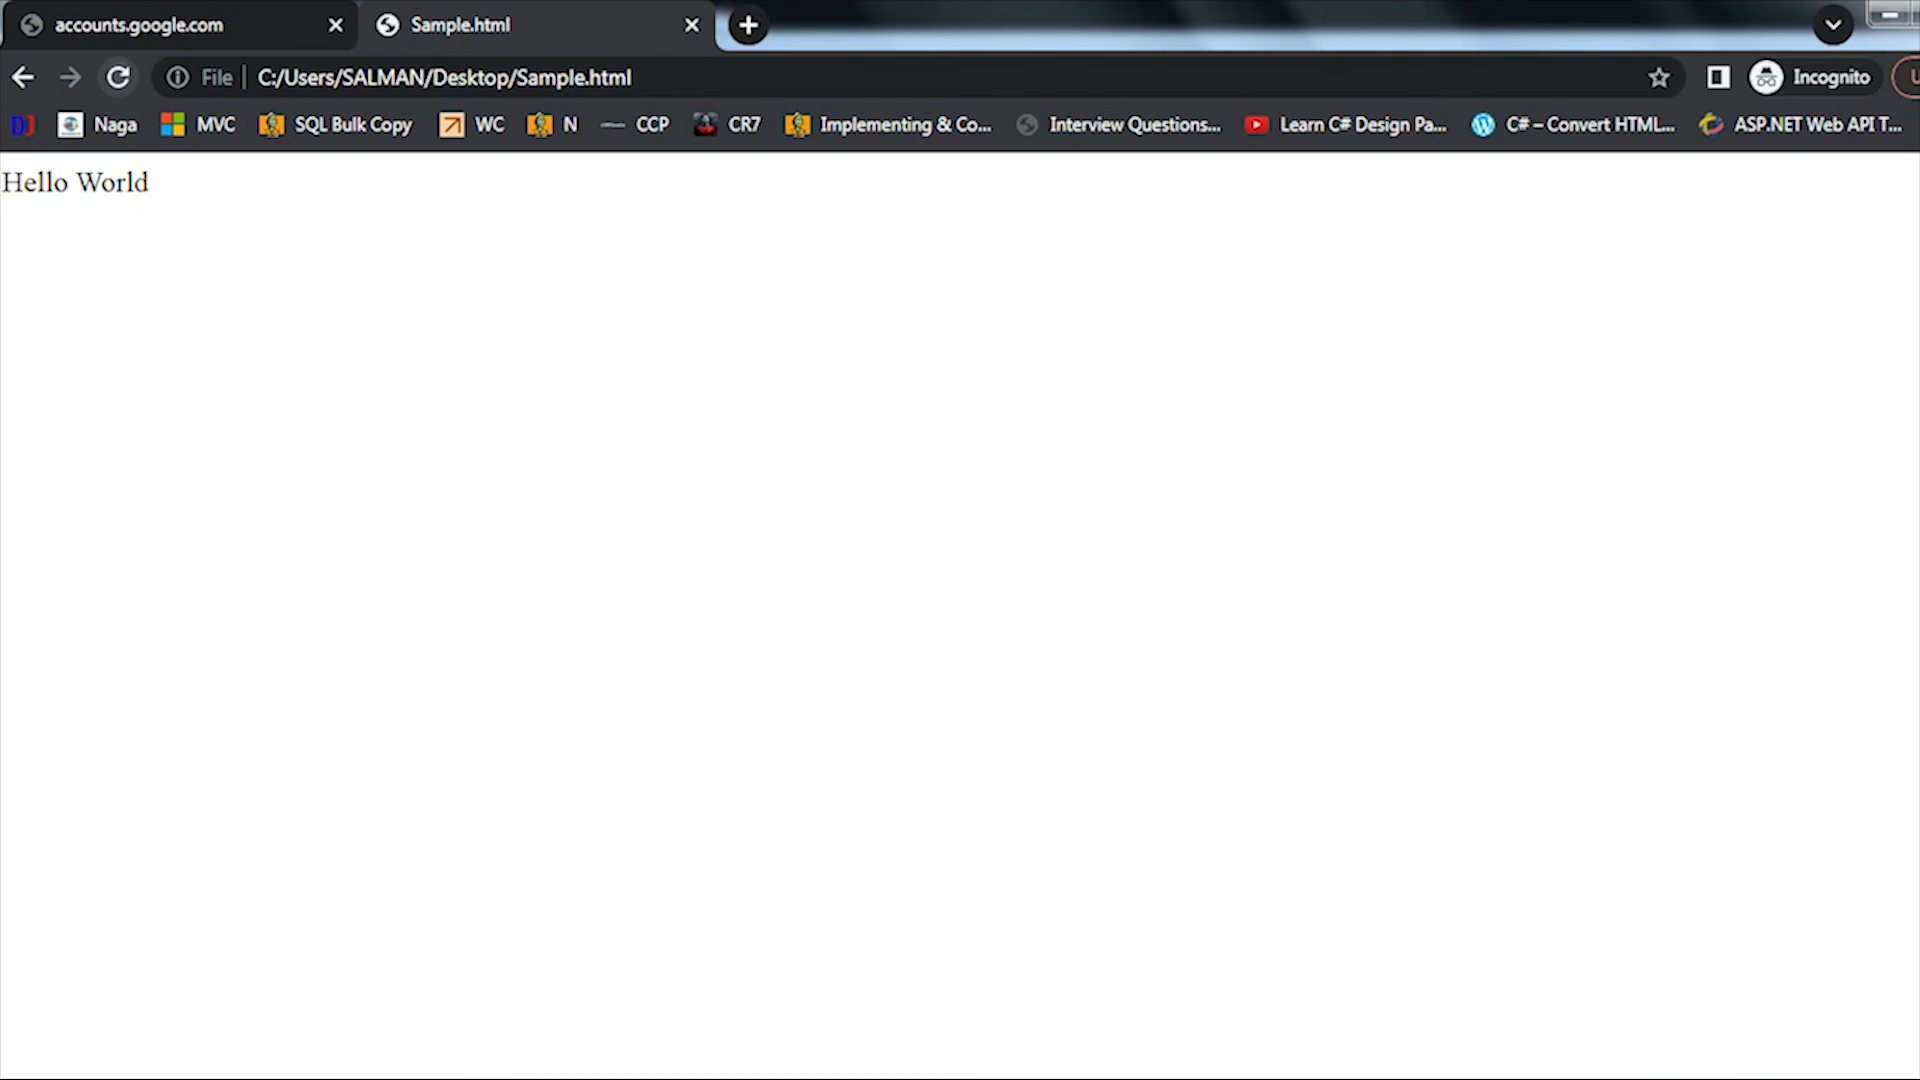 accounts.google.com
Sample.html
File
C:/Users/SALMAN/Desktop/Sample.html
Incognito
DJ
Naga
MVC
SQL Bulk Copy
WC
N
CCP
CR7
Implementing & Co...
Interview Questions...
Learn C# Design Pa...
C# – Convert HTML...
ASP.NET Web API T...
Hello World